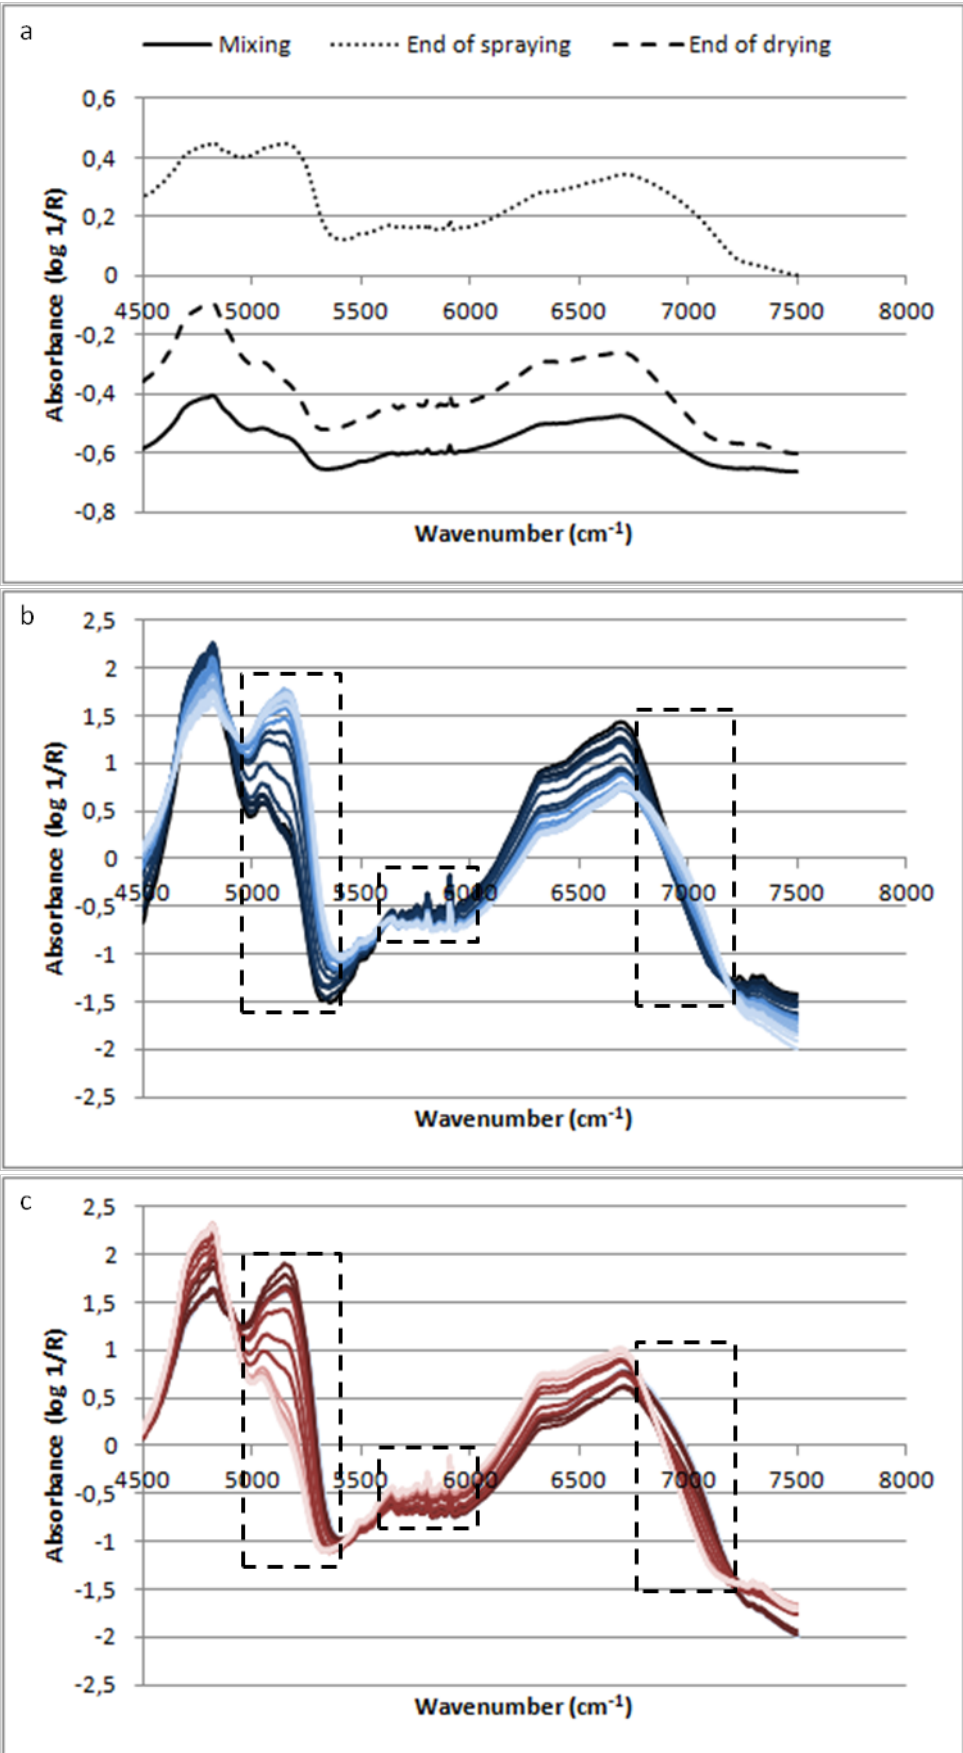 a
Mixing End of spraying End of drying
0,6
0,4
0,2
0
4500 5000 5500 6000 6500 7000 7500 8000
-0,2
-0,4
-0,6
-0,8
Absorbance (log 1/R)
Wavenumber (cm-1)
b
2,5
2
1,5
1
0,5
0
4500 5000 5500 6000 6500 7000 7500 8000
-0,5
-1
-1,5
-2
-2,5
Absorbance (log 1/R)
Wavenumber (cm-1)
c
2,5
2
1,5
1
0,5
0
4500 5000 5500 6000 6500 7000 7500 8000
-0,5
-1
-1,5
-2
-2,5
Absorbance (log 1/R)
Wavenumber (cm-1)